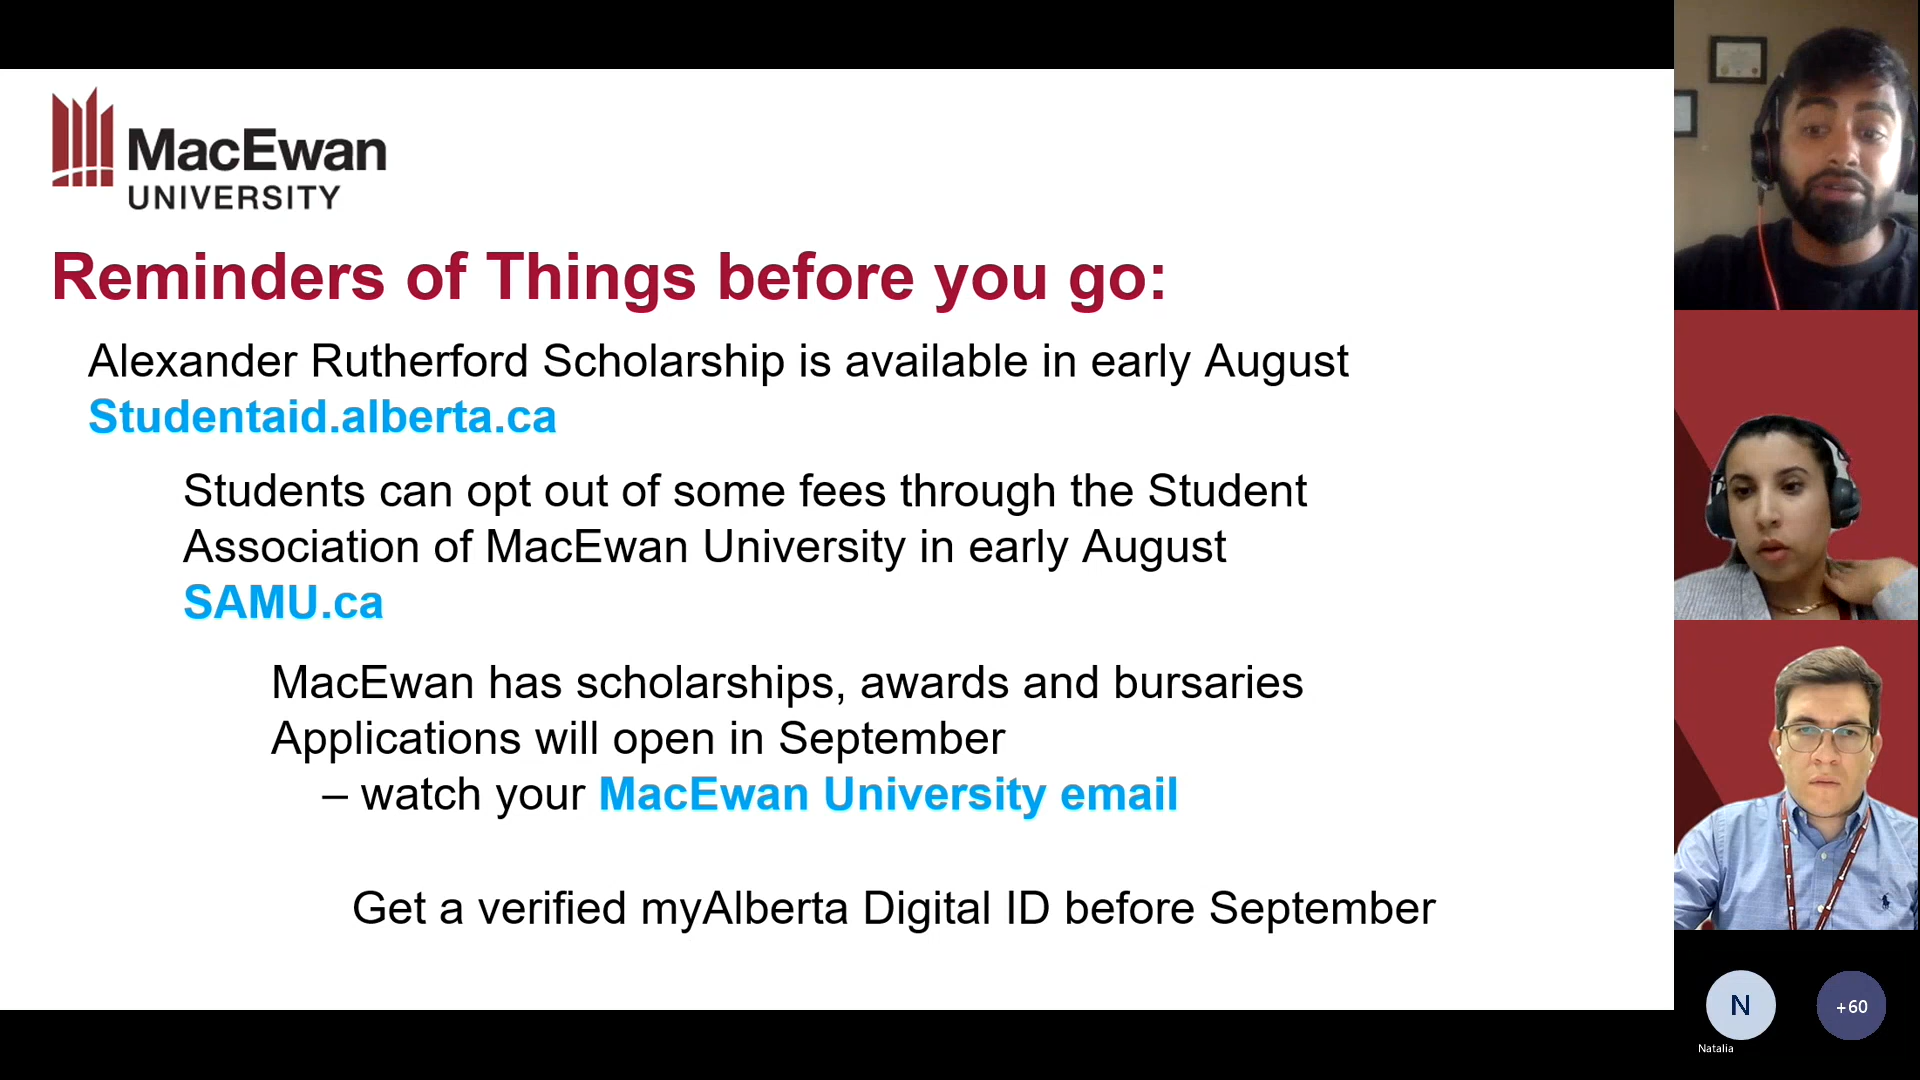 MacEwan
UNIVERSITY
Reminders of Things before you go:
Alexander Rutherford Scholarship is available in early August
Studentaid.alberta.ca
Students can opt out of some fees through the Student
Association of MacEwan University in early August
SAMU.ca
MacEwan has scholarships, awards and bursaries
Applications will open in September
– watch your MacEwan University email
Get a verified myAlberta Digital ID before September
N
+60
Natalia